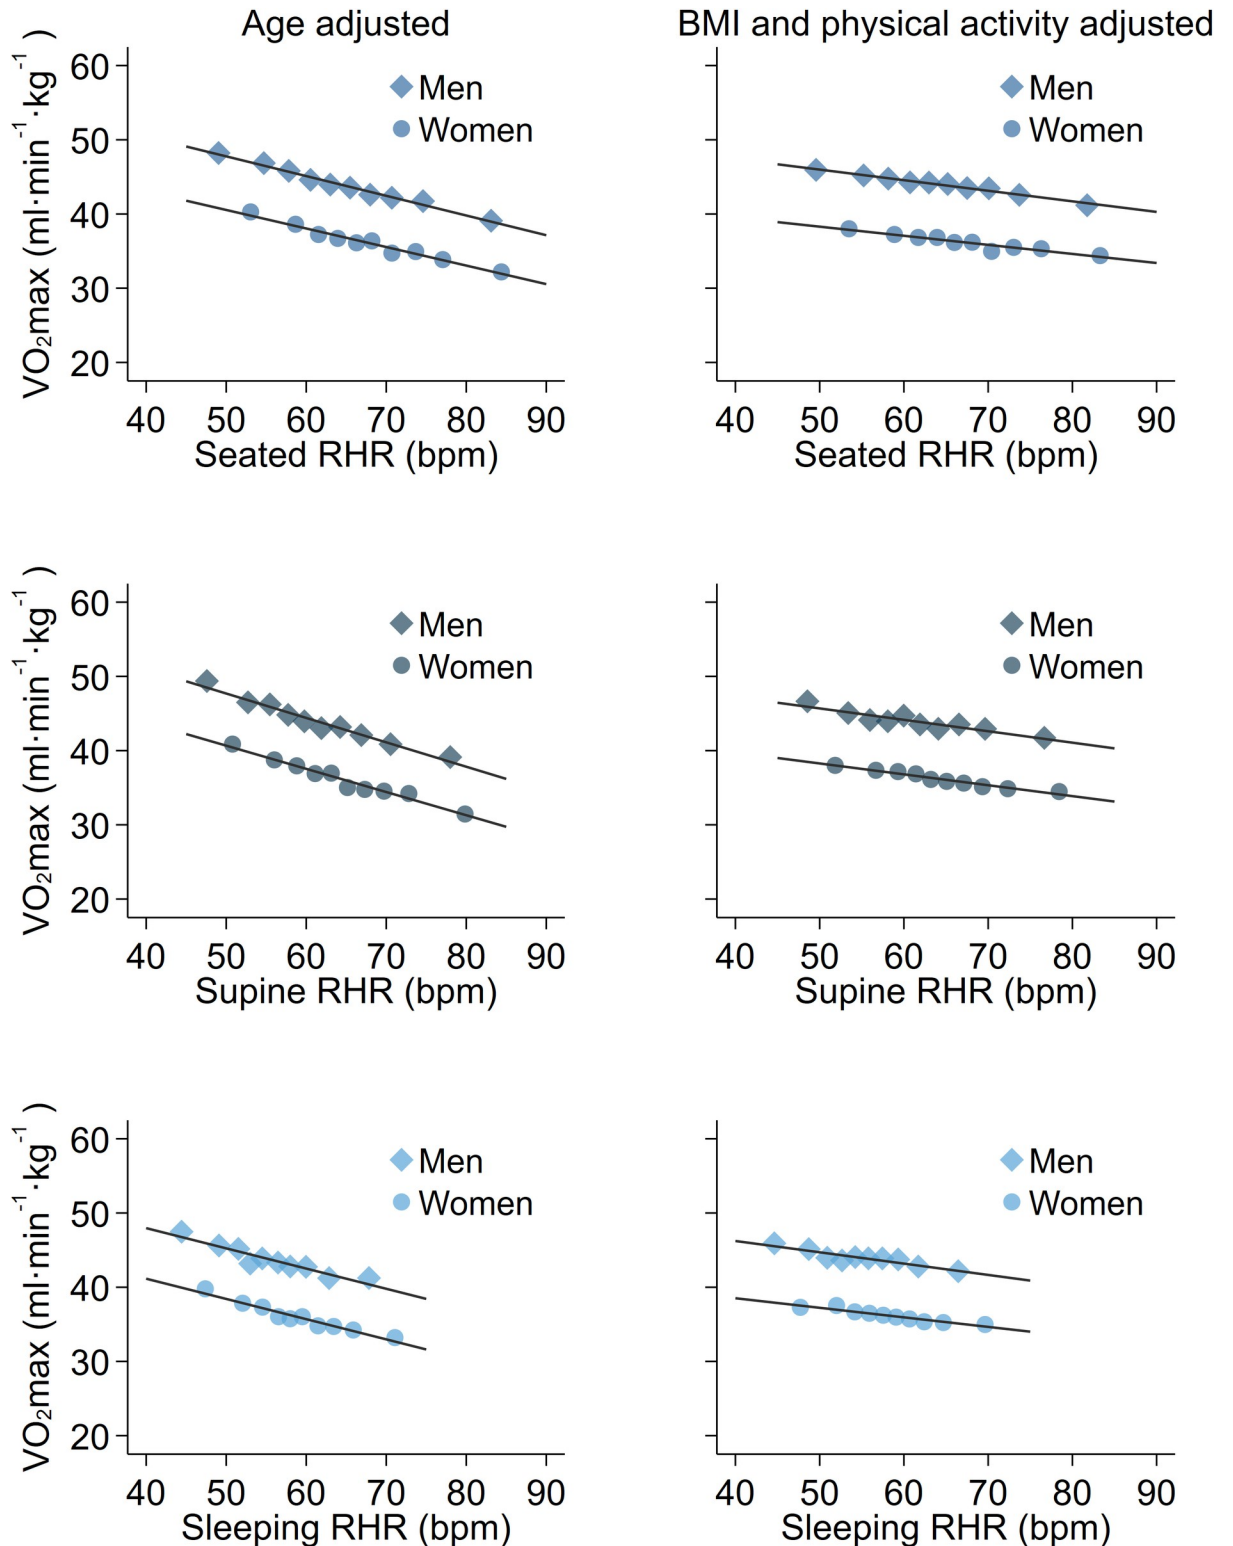 Age adjusted
BMI and physical activity adjusted
VO₂max (ml·min⁻¹·kg⁻¹ )
60
50
40
30
20
Men
Women
40 50 60 70 80 90
Seated RHR (bpm)
Men
Women
40 50 60 70 80 90
Seated RHR (bpm)
VO₂max (ml·min⁻¹·kg⁻¹ )
60
50
40
30
20
Men
Women
40 50 60 70 80 90
Supine RHR (bpm)
Men
Women
40 50 60 70 80 90
Supine RHR (bpm)
VO₂max (ml·min⁻¹·kg⁻¹ )
60
50
40
30
20
Men
Women
40 50 60 70 80 90
Sleeping RHR (bpm)
Men
Women
40 50 60 70 80 90
Sleeping RHR (bpm)